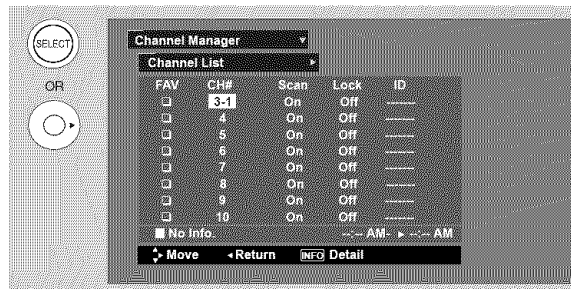 SELECT
OR
Channel Manager
Channel List
FAV CH# Scan Lock ID
3-1 On Off ------
4 On Off ------
5 On Off ------
6 On Off ------
7 On Off ------
8 On Off ------
9 On Off ------
10 On Off ------
No Info. --:-- AM- ▸ --:-- AM
Move Return INFO Detail